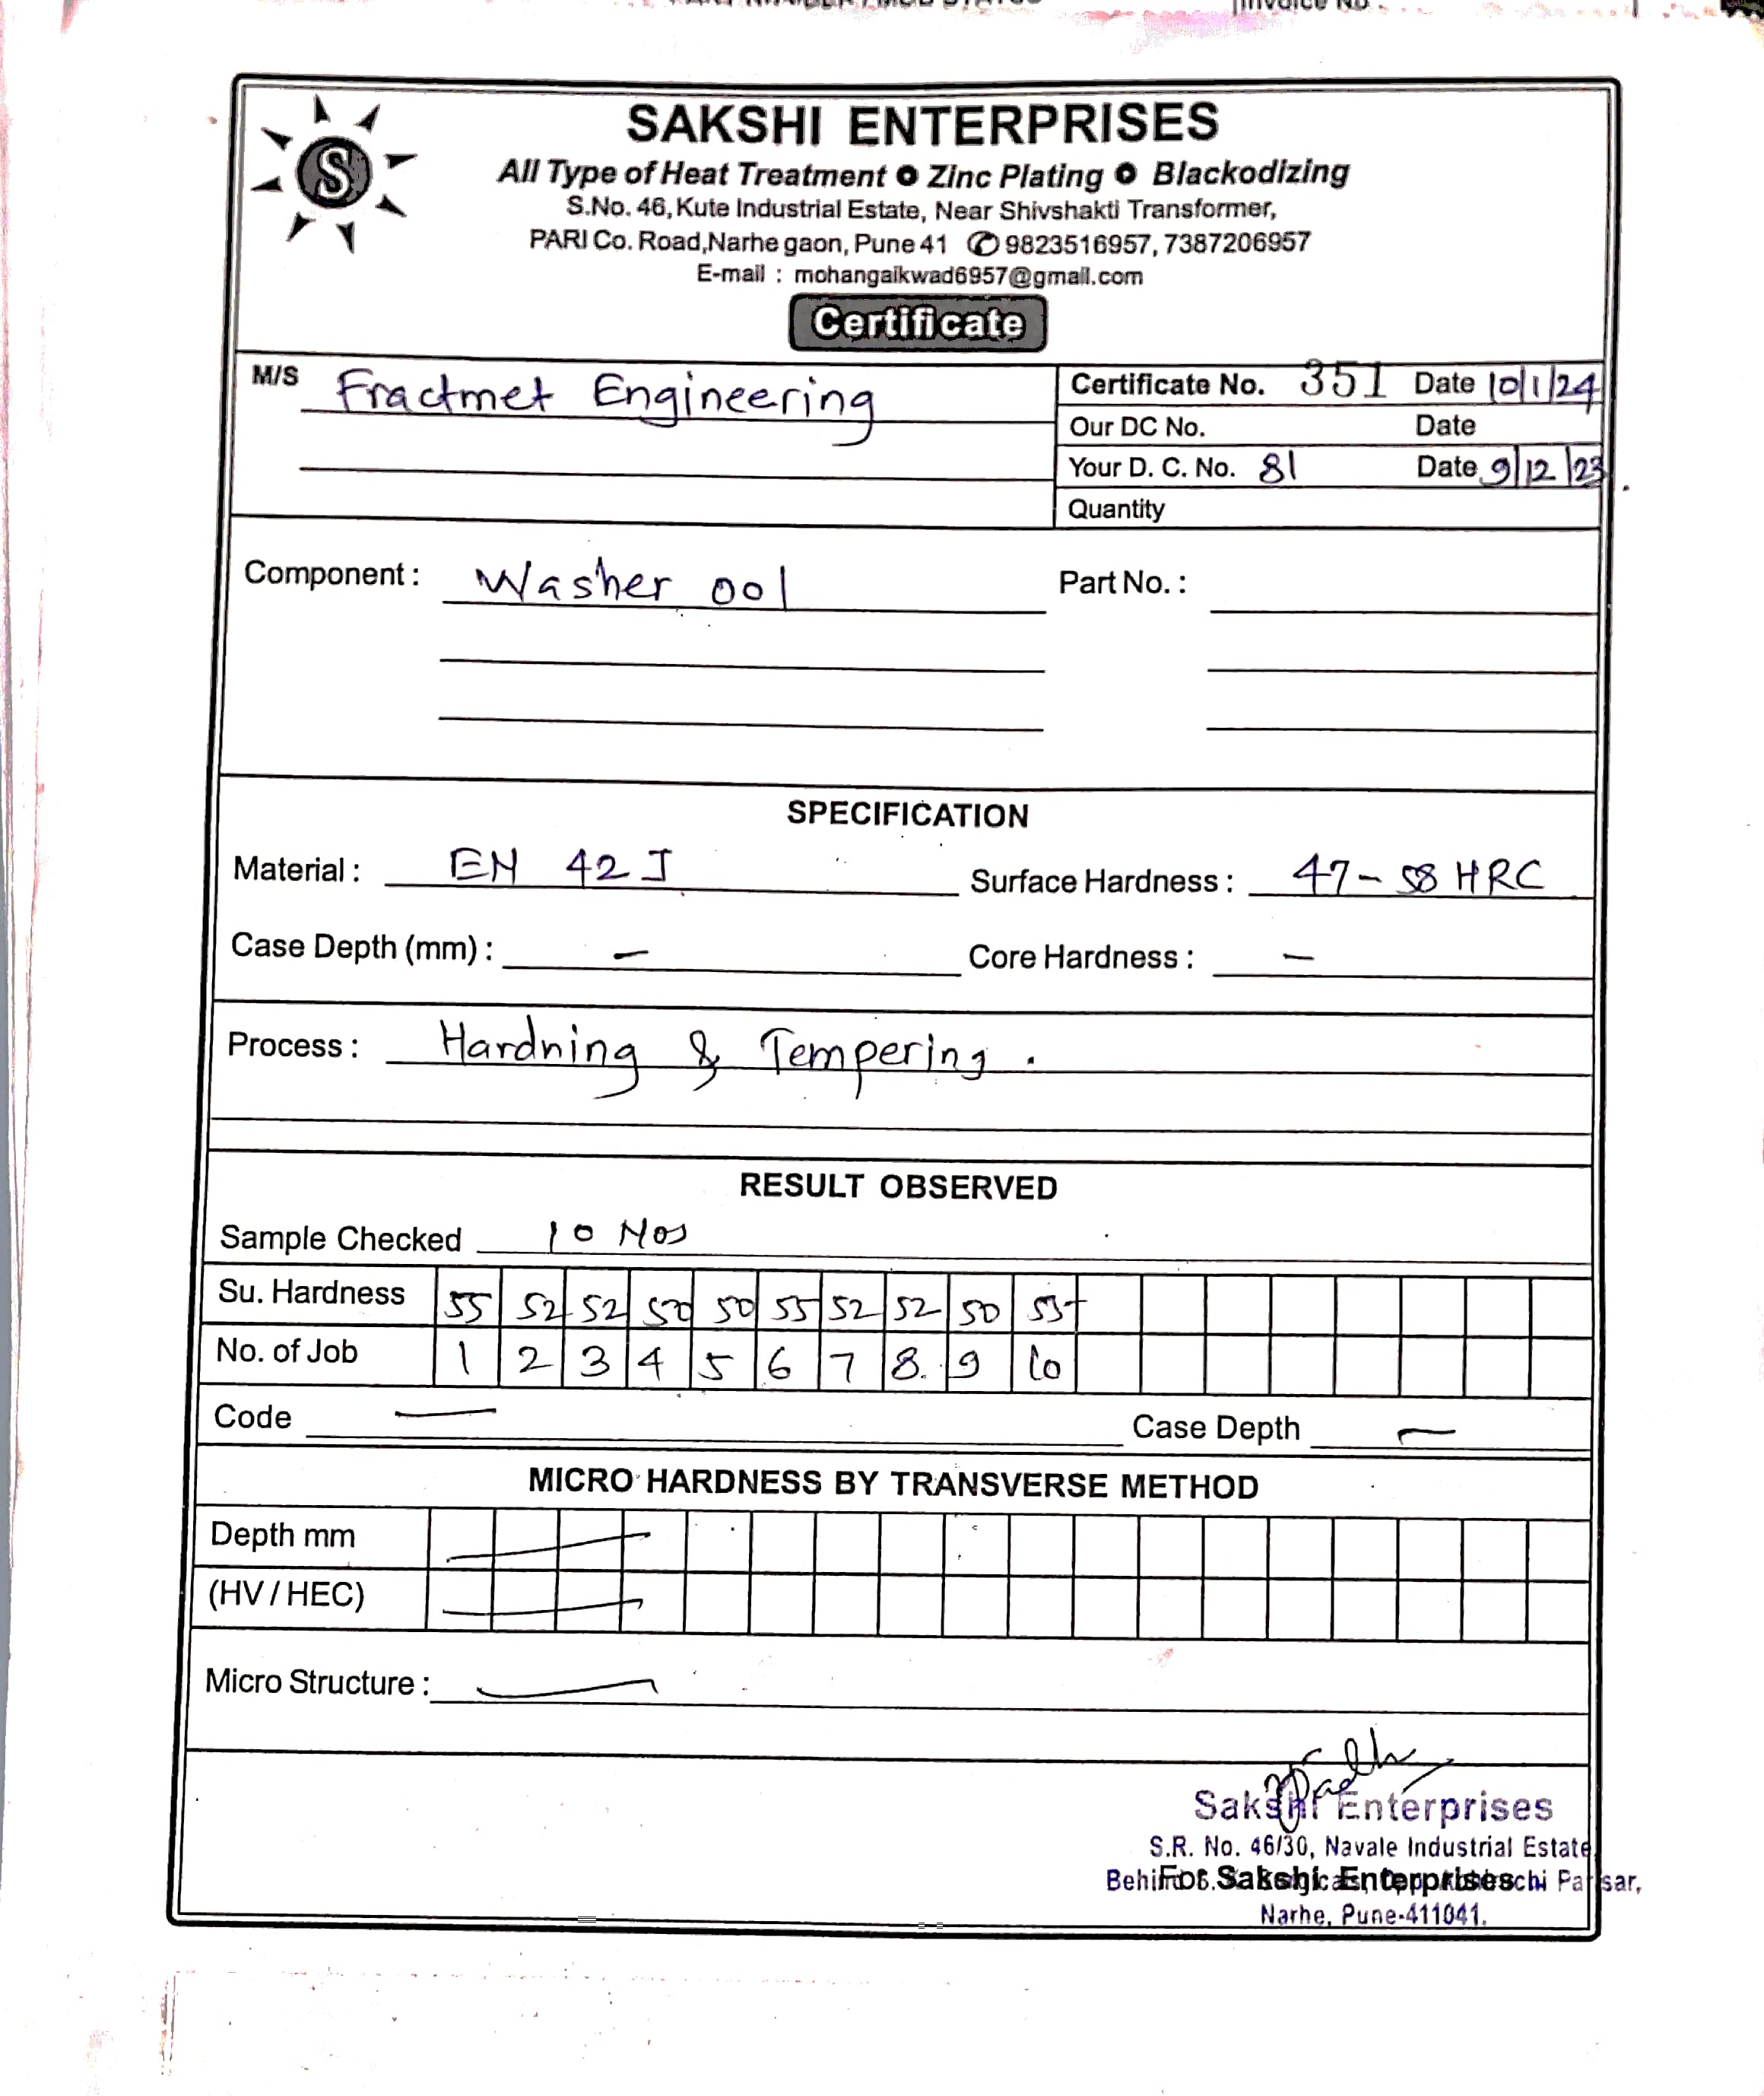 SAKSHI ENTERPRISES
All Type of Heat Treatment • Zinc Plating • Blackodizing
S.No. 46, Kute Industrial Estate, Near Shivshakti Transformer,
PARI Co. Road, Narhe gaon, Pune 41 ✆ 9823516957, 7387206957
E-mail : mohangaikwad6957@gmail.com
Certificate
M/S Fractmet Engineering
Certificate No. 351 Date 10/1/24
Our DC No. Date
Your D. C. No. 81 Date 9/12/23
Quantity
Component : Washer 001 Part No. :
SPECIFICATION
Material : EN 42 J Surface Hardness : 47 - 58 HRC
Case Depth (mm) : - Core Hardness : -
Process : Hardning & Tempering .
RESULT OBSERVED
Sample Checked 10 Nos
Su. Hardness 55 52 52 50 50 55 52 52 50 55
No. of Job 1 2 3 4 5 6 7 8. 9 10
Code — Case Depth —
MICRO HARDNESS BY TRANSVERSE METHOD
Depth mm
(HV / HEC)
Micro Structure :
Sakshi Enterprises
S.R. No. 46/30, Navale Industrial Estate
For Sakshi Enterprises
Narhe, Pune-411041.